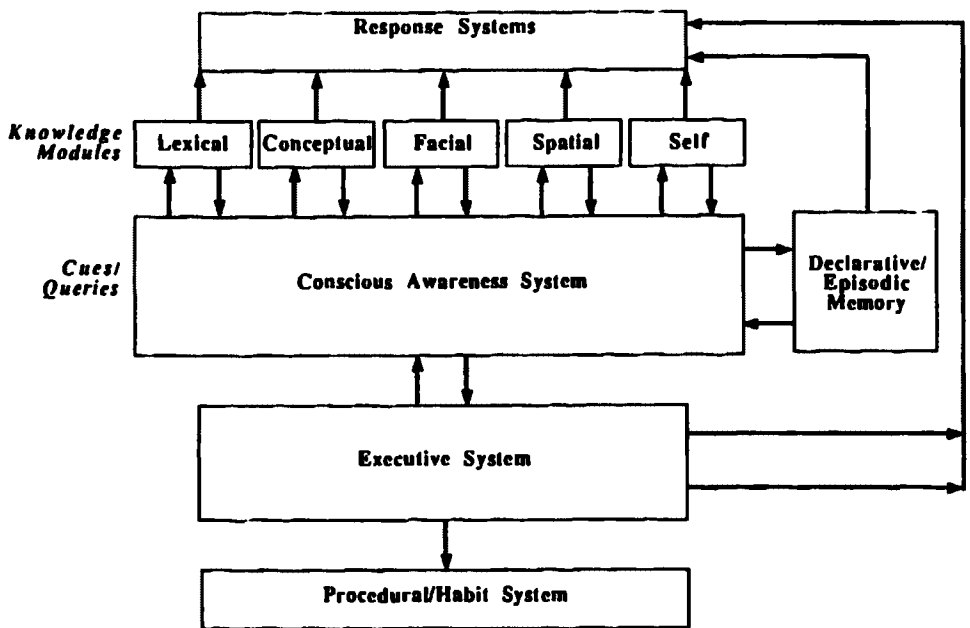 Response Systems
Knowledge
Modules
Lexical
Conceptual
Facial
Spatial
Self
Cues/
Queries
Conscious Awareness System
Declarative/
Episodic
Memory
Executive System
Procedural/Habit System